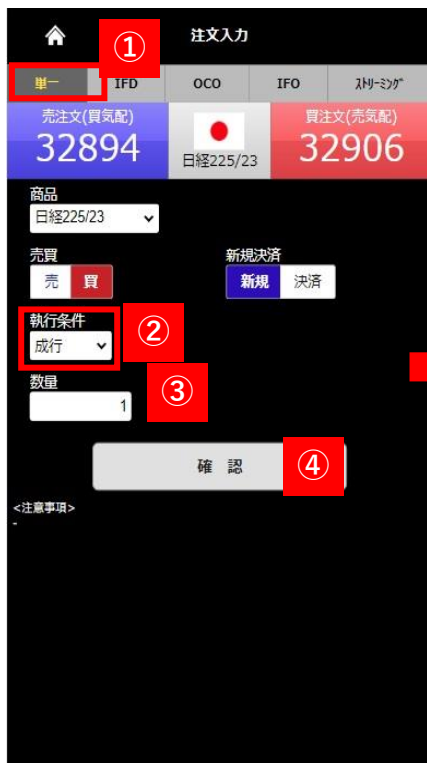 注文入力
①
単一 IFD OCO IFO ｽﾄﾘｰﾐﾝｸﾞ
売注文(買気配) 買注文(売気配)
32894 日経225/23 32906
商品
日経225/23
売買 新規決済
売 買 新規 決済
執行条件
成行
②
数量
1
③
確 認
④
<注意事項>
-